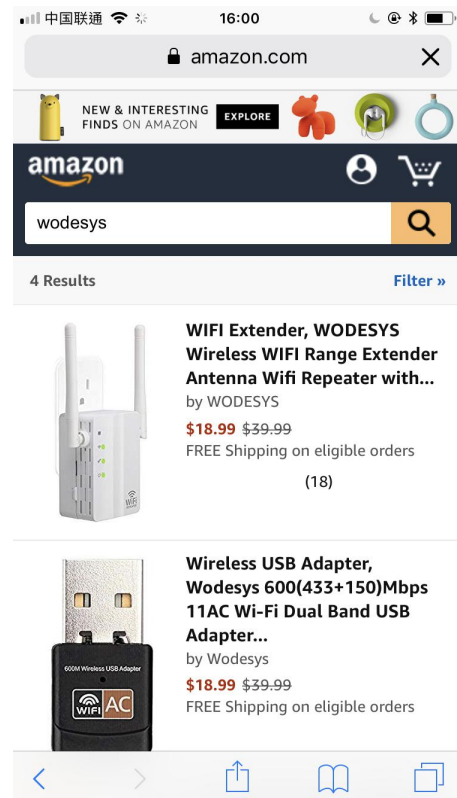 中国联通
16:00
amazon.com
NEW & INTERESTING
FINDS ON AMAZON
EXPLORE
amazon
wodesys
4 Results
Filter »
WIFI Extender, WODESYS
Wireless WIFI Range Extender
Antenna Wifi Repeater with...
by WODESYS
$18.99 $39.99
FREE Shipping on eligible orders
(18)
WiFi
Wireless USB Adapter,
Wodesys 600(433+150)Mbps
11AC Wi-Fi Dual Band USB
Adapter...
by Wodesys
$18.99 $39.99
FREE Shipping on eligible orders
600M Wireless USB Adapter
WiFi AC